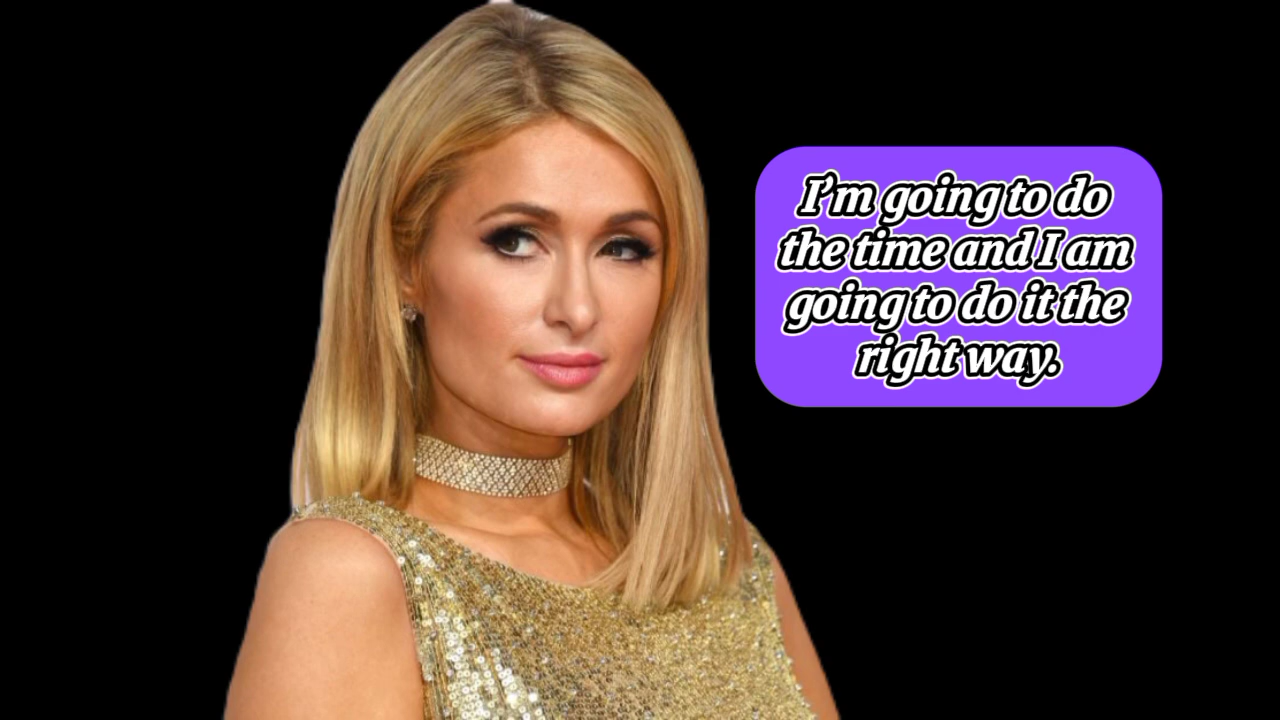 I'm going to do
the time and I am
going to do it the
right way.